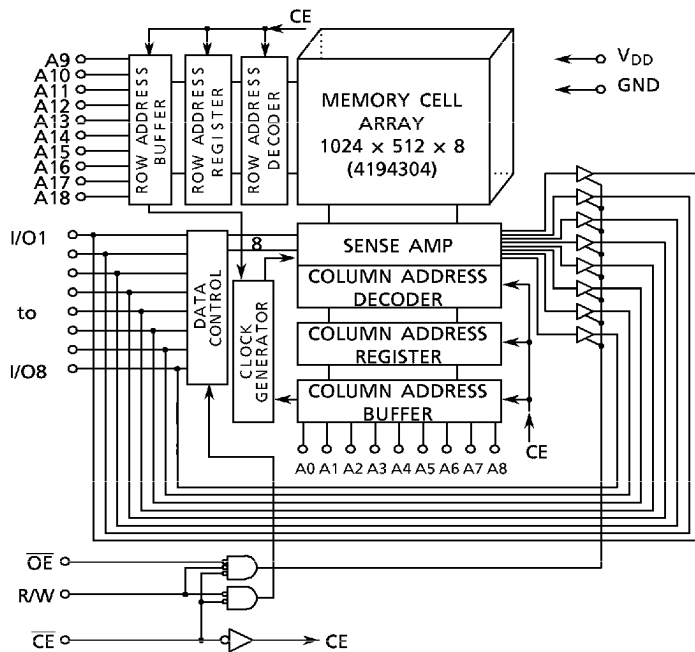 CE
A9
A10
A11
A12
A13
A14
A15
A16
A17
A18
ROW ADDRESS
BUFFER
ROW ADDRESS
REGISTER
ROW ADDRESS
DECODER
MEMORY CELL
ARRAY
1024 × 512 × 8
(4194304)
VDD
GND
I/O1
to
I/O8
DATA
CONTROL
8
CLOCK
GENERATOR
SENSE AMP
COLUMN ADDRESS
DECODER
COLUMN ADDRESS
REGISTER
COLUMN ADDRESS
BUFFER
CE
A0 A1 A2 A3 A4 A5 A6 A7 A8
O̅E̅
R/W
C̅E̅
CE